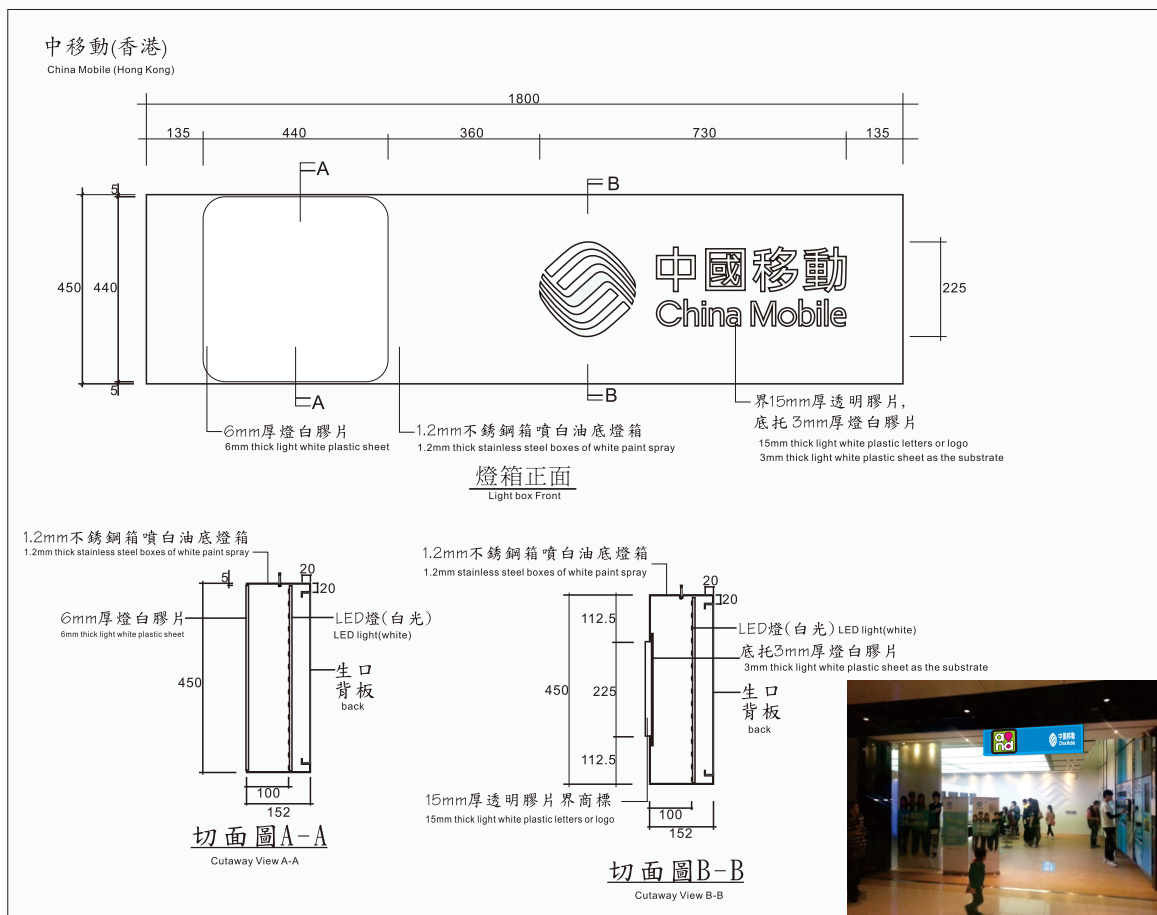 中移動(香港)
China Mobile (Hong Kong)
1800
135
440
360
730
135
A
B
5
450
440
5
中國移動
China Mobile
225
A
B
6mm厚燈白膠片
6mm thick light white plastic sheet
1.2mm不銹鋼箱噴白油底燈箱
1.2mm thick stainless steel boxes of white paint spray
界15mm厚透明膠片,
底托3mm厚燈白膠片
15mm thick light white plastic letters or logo
3mm thick light white plastic sheet as the substrate
燈箱正面
Light box Front
1.2mm不銹鋼箱噴白油底燈箱
1.2mm thick stainless steel boxes of white paint spray
5
20
20
6mm厚燈白膠片
6mm thick light white plastic sheet
LED燈(白光)
LED light(white)
450
生口
背板
back
100
152
切面圖A-A
Cutaway View A-A
1.2mm不銹鋼箱噴白油底燈箱
1.2mm stainless steel boxes of white paint spray
20
20
112.5
LED燈(白光) LED light(white)
底托3mm厚燈白膠片
3mm thick light white plastic sheet as the substrate
450
225
生口
背板
back
112.5
15mm厚透明膠片界商標
15mm thick light white plastic letters or logo
100
152
切面圖B-B
Cutaway View B-B
and
中國移動
China Mobile